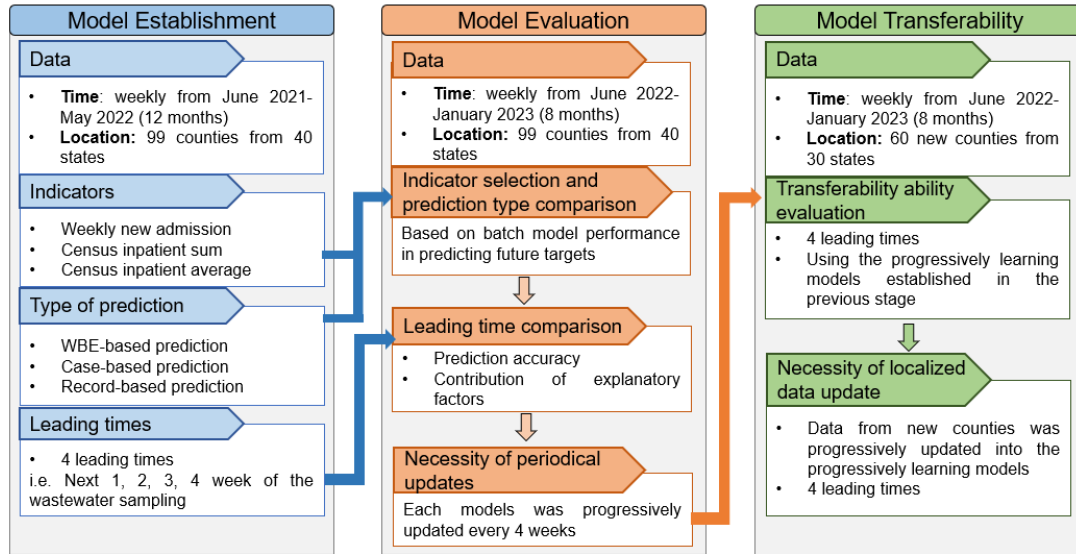 Model Establishment
Data
• Time: weekly from June 2021-
May 2022 (12 months)
• Location: 99 counties from 40
states
Indicators
• Weekly new admission
• Census inpatient sum
• Census inpatient average
Type of prediction
• WBE-based prediction
• Case-based prediction
• Record-based prediction
Leading times
• 4 leading times
i.e. Next 1, 2, 3, 4 week of the
wastewater sampling
Model Evaluation
Data
• Time: weekly from June 2022-
January 2023 (8 months)
• Location: 99 counties from 40
states
Indicator selection and
prediction type comparison
Based on batch model performance
in predicting future targets
Leading time comparison
• Prediction accuracy
• Contribution of explanatory
factors
Necessity of periodical
updates
Each models was progressively
updated every 4 weeks
Model Transferability
Data
• Time: weekly from June 2022-
January 2023 (8 months)
• Location: 60 new counties from
30 states
Transferability ability
evaluation
• 4 leading times
• Using the progressively learning
models established in the
previous stage
Necessity of localized
data update
• Data from new counties was
progressively updated into the
progressively learning models
• 4 leading times